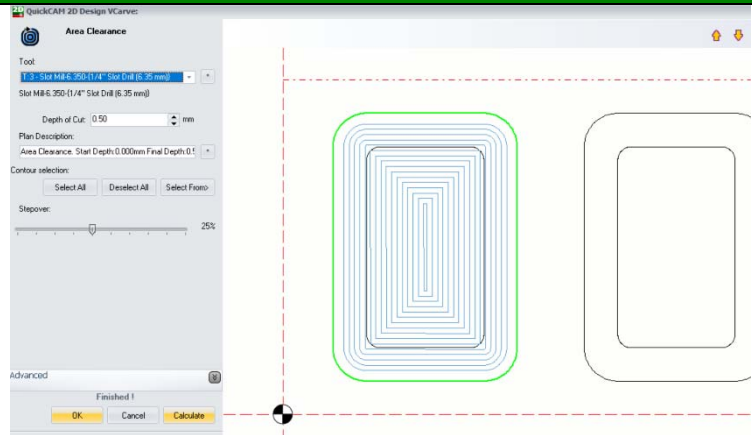 2D QuickCAM 2D Design VCarve:
Area Clearance
Tool:
T:3 - Slot Mill-6.350-(1/4" Slot Drill (6.35 mm))
Slot Mill-6.350-(1/4" Slot Drill (6.35 mm))
Depth of Cut: 0.50 mm
Plan Description:
Area Clearance. Start Depth:0.000mm Final Depth:0.5
Contour selection:
Select All Deselect All Select From>
Stepover:
25%
Advanced
Finished !
OK Cancel Calculate